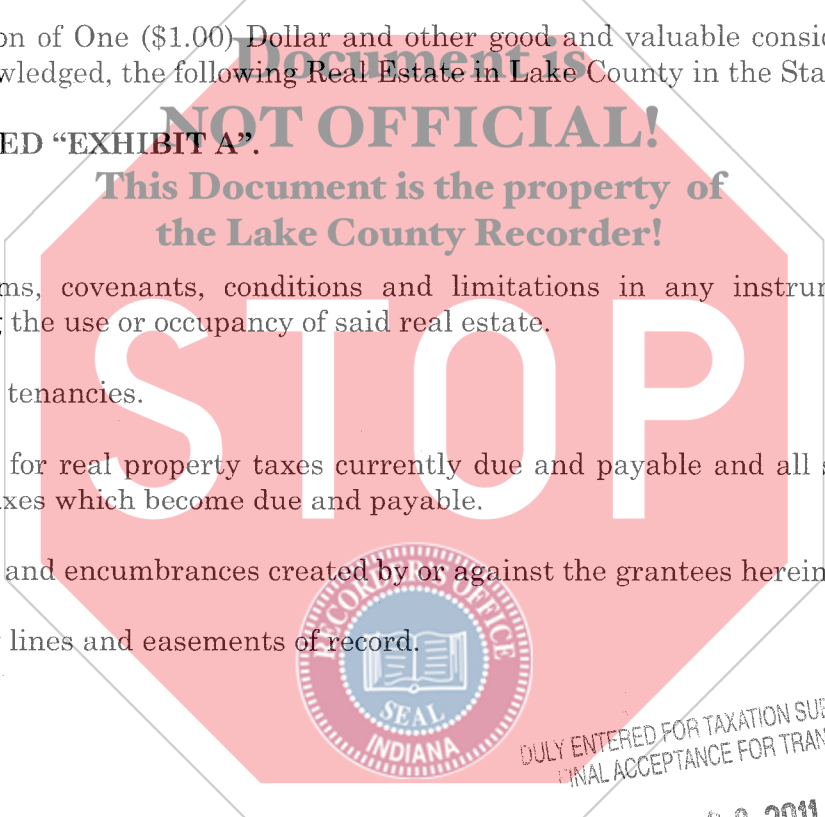 on of One ($1.00) Dollar and other good and valuable consid
Document is
wledged, the following Real Estate in Lake County in the Sta
NOT OFFICIAL!
ED “EXHIBIT A”.
This Document is the property of
the Lake County Recorder!
ms, covenants, conditions and limitations in any instrum
g the use or occupancy of said real estate.
STOP
tenancies.
for real property taxes currently due and payable and all s
axes which become due and payable.
and encumbrances created by or against the grantees herein
y lines and easements of record.
RECORDER'S OFFICE
SEAL
INDIANA
DULY ENTERED FOR TAXATION SUB
FINAL ACCEPTANCE FOR TRAN
2011